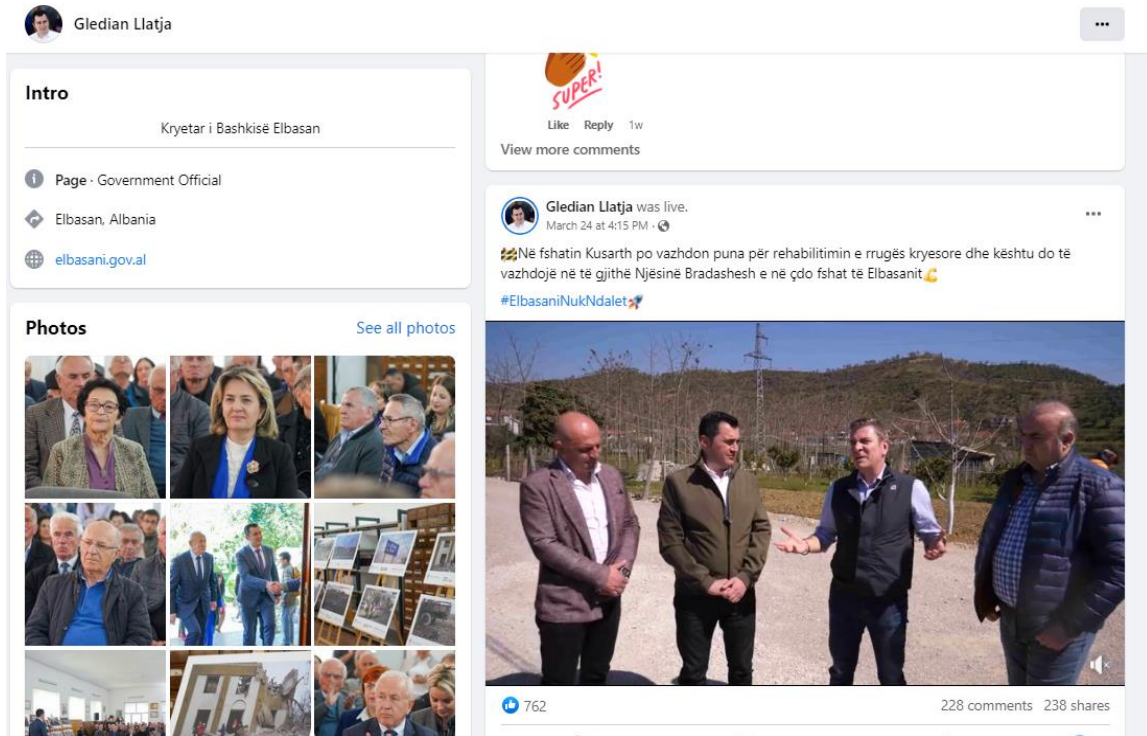 Gledian Llatja
Intro
Kryetar i Bashkisë Elbasan
Page · Government Official
Elbasan, Albania
elbasani.gov.al
Photos
See all photos
SUPER!
Like Reply 1w
View more comments
Gledian Llatja was live.
March 24 at 4:15 PM ·
🚧Në fshatin Kusarth po vazhdon puna për rehabilitimin e rrugës kryesore dhe kështu do të
vazhdojë në të gjithë Njësinë Bradashesh e në çdo fshat të Elbasanit💪
#ElbasaniNukNdalet🚀
762
228 comments 238 shares